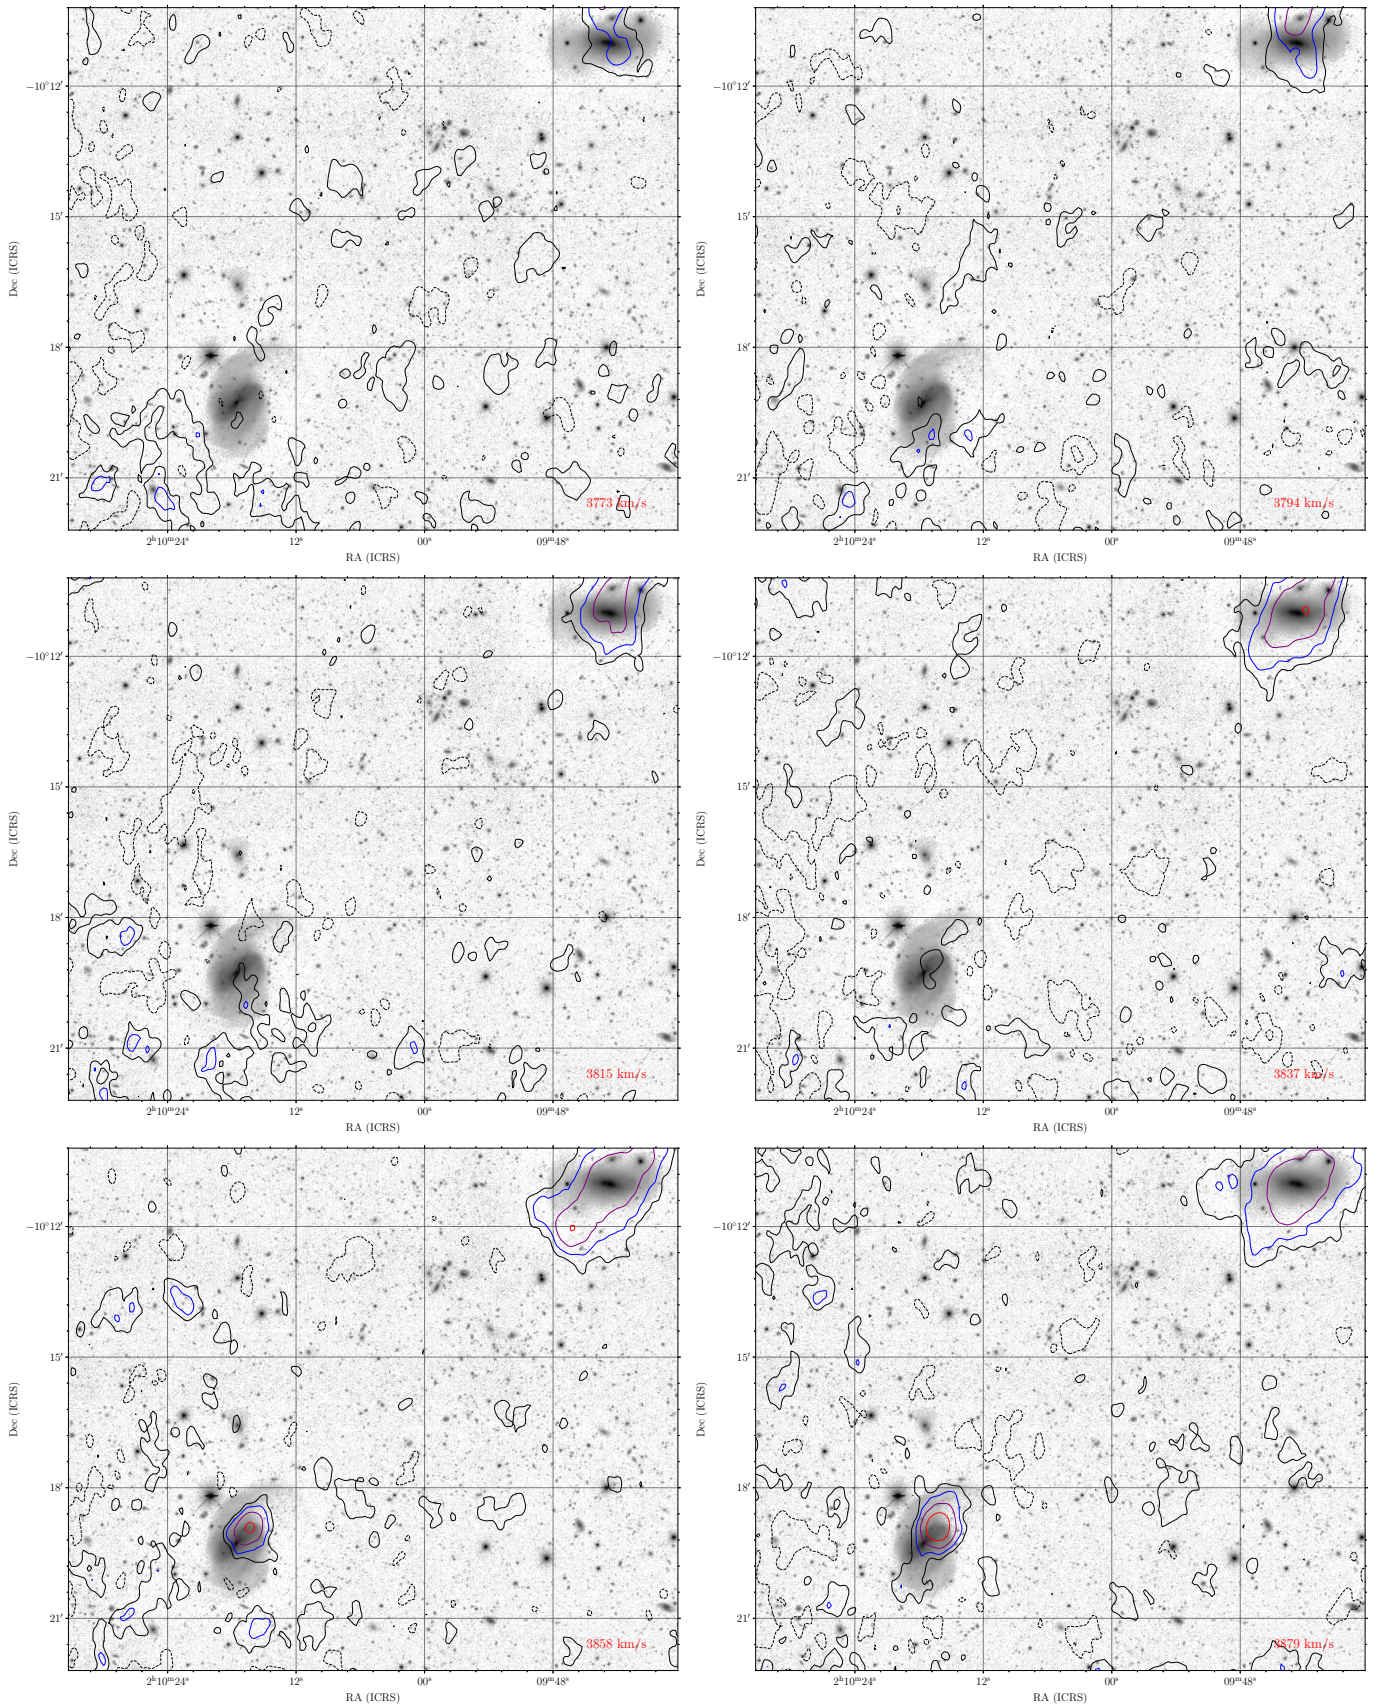 −10°12′
15′
18′
21′
Dec (ICRS)
3773 km/s
2ʰ10ᵐ24ˢ 12ˢ 00ˢ 09ᵐ48ˢ
RA (ICRS)
−10°12′
15′
18′
21′
Dec (ICRS)
3794 km/s
2ʰ10ᵐ24ˢ 12ˢ 00ˢ 09ᵐ48ˢ
RA (ICRS)
−10°12′
15′
18′
21′
Dec (ICRS)
3815 km/s
2ʰ10ᵐ24ˢ 12ˢ 00ˢ 09ᵐ48ˢ
RA (ICRS)
−10°12′
15′
18′
21′
Dec (ICRS)
3837 km/s
2ʰ10ᵐ24ˢ 12ˢ 00ˢ 09ᵐ48ˢ
RA (ICRS)
−10°12′
15′
18′
21′
Dec (ICRS)
3858 km/s
2ʰ10ᵐ24ˢ 12ˢ 00ˢ 09ᵐ48ˢ
RA (ICRS)
−10°12′
15′
18′
21′
Dec (ICRS)
3879 km/s
2ʰ10ᵐ24ˢ 12ˢ 00ˢ 09ᵐ48ˢ
RA (ICRS)